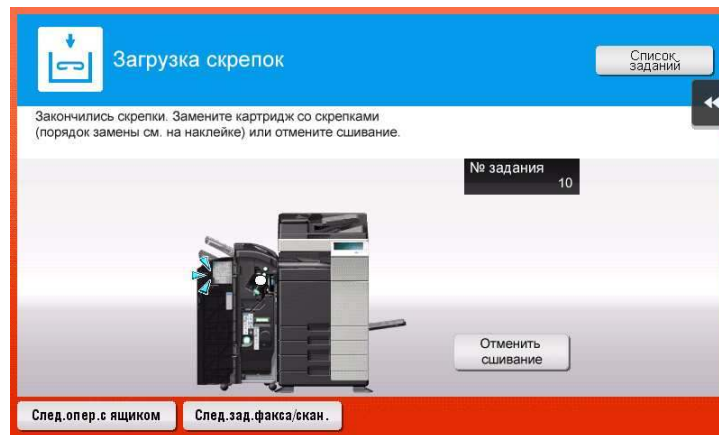 Загрузка скрепок
Список
заданий
Закончились скрепки. Замените картридж со скрепками
(порядок замены см. на наклейке) или отмените сшивание.
№ задания
10
Отменить
сшивание
След.опер.с ящиком
След.зад.факса/скан.